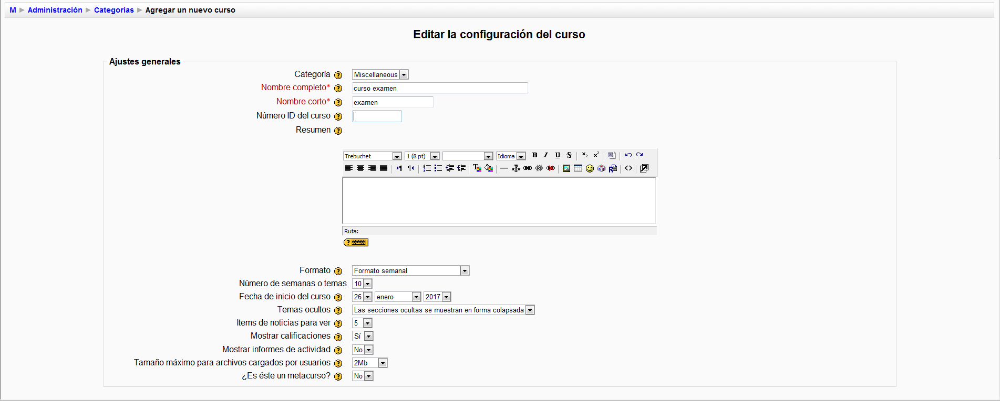 M ► Administración ► Categorías ► Agregar un nuevo curso
Editar la configuración del curso
Ajustes generales
Categoría ? Miscellaneous
Nombre completo* ? curso examen
Nombre corto* ? examen
Número ID del curso ?
Resumen ?
Trebuchet 1 (8 pt) Idioma B I U S x₂ x²
Ruta:
?
Formato ? Formato semanal
Número de semanas o temas 10
Fecha de inicio del curso ? 26 enero 2017
Temas ocultos ? Las secciones ocultas se muestran en forma colapsada
Items de noticias para ver ? 5
Mostrar calificaciones ? Sí
Mostrar informes de actividad ? No
Tamaño máximo para archivos cargados por usuarios ? 2Mb
¿Es éste un metacurso? ? No